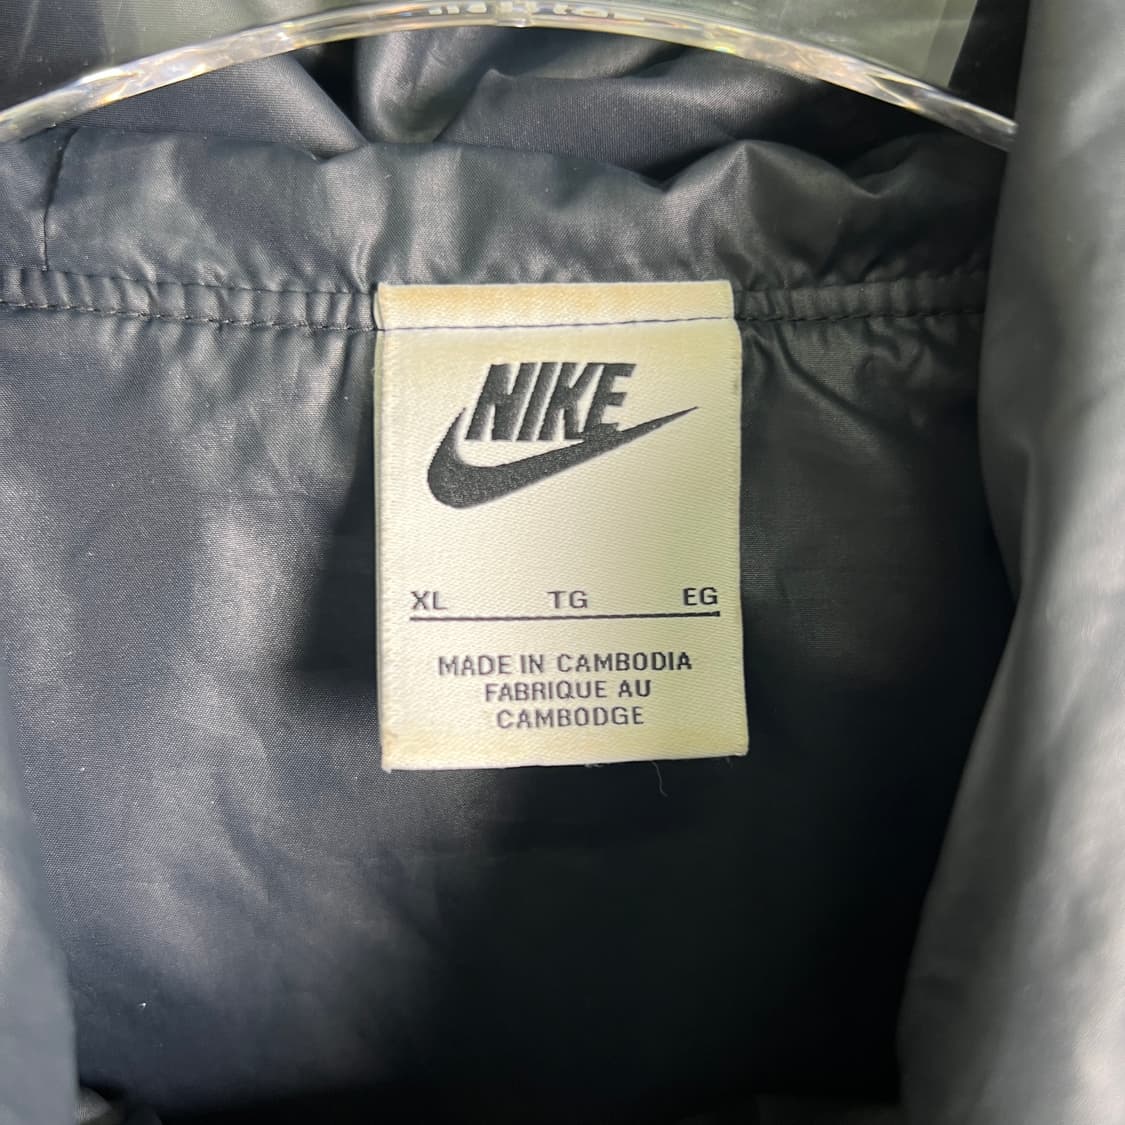 NIKE
XL TG EG
MADE IN CAMBODIA
FABRIQUE AU
CAMBODGE